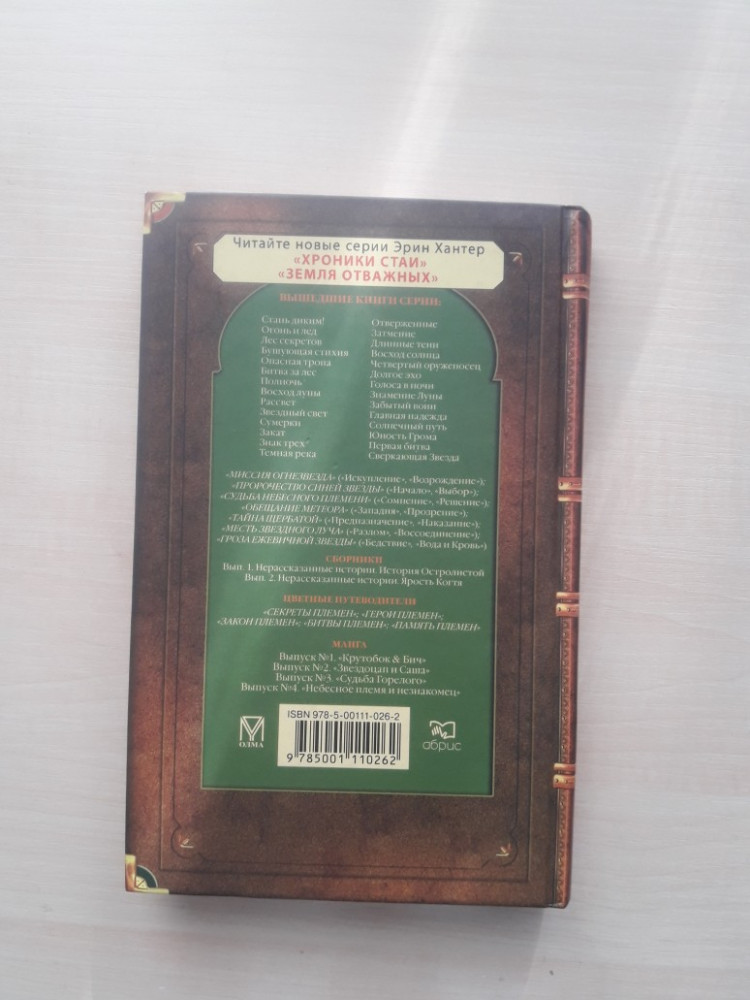 Читайте новые серии Эрин Хантер
«ХРОНИКИ СТАИ»
«ЗЕМЛЯ ОТВАЖНЫХ»
ВЫШЕДШИЕ КНИГИ СЕРИИ:
Стань диким!
Огонь и лед
Лес секретов
Бушующая стихия
Опасная тропа
Битва за лес
Полночь
Восход луны
Рассвет
Звездный свет
Сумерки
Закат
Знак трех
Темная река
Отверженные
Затмение
Длинные тени
Восход солнца
Четвертый оруженосец
Долгое эхо
Голоса в ночи
Знамение Луны
Забытый воин
Главная надежда
Солнечный путь
Юность Грома
Первая битва
Сверкающая Звезда
«МИССИЯ ОГНЕЗВЕЗДА» («Искупление», «Возрождение»);
«ПРОРОЧЕСТВО СИНЕЙ ЗВЕЗДЫ» («Начало», «Выбор»);
«СУДЬБА НЕБЕСНОГО ПЛЕМЕНИ» («Сомнение», «Решение»);
«ОБЕЩАНИЕ МЕТЕОРА» («Западня», «Прозрение»);
«ТАЙНА ЩЕРБАТОЙ» («Предназначение», «Наказание»);
«МЕСТЬ ЗВЕЗДНОГО ЛУЧА» («Разлом», «Воссоединение»);
«ГРОЗА ЕЖЕВИЧНОЙ ЗВЕЗДЫ» («Бедствие», «Вода и Кровь»)
СБОРНИКИ
Вып. 1. Нерассказанные истории. История Остролистой
Вып. 2. Нерассказанные истории. Ярость Когтя
ЦВЕТНЫЕ ПУТЕВОДИТЕЛИ
«СЕКРЕТЫ ПЛЕМЕН»; «ГЕРОИ ПЛЕМЕН»;
«ЗАКОН ПЛЕМЕН»; «БИТВЫ ПЛЕМЕН»; «ПАМЯТЬ ПЛЕМЕН»
МАНГА
Выпуск №1. «Крутобок & Бич»
Выпуск №2. «Звездоцап и Саша»
Выпуск №3. «Судьба Горелого»
Выпуск №4. «Небесное племя и незнакомец»
ISBN 978-5-00111-026-2
ОЛМА
абрис
9 785001 110262